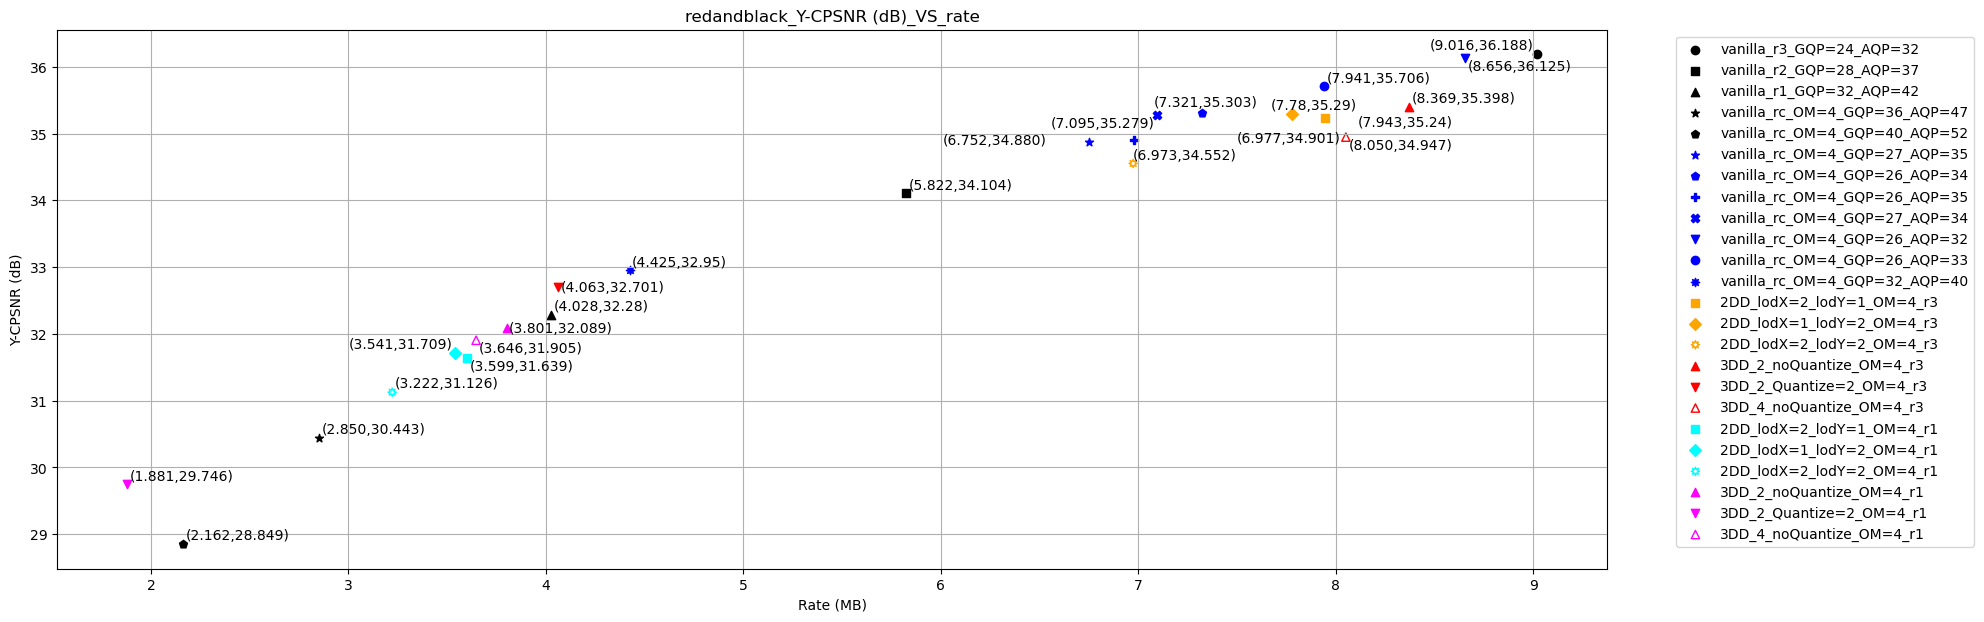 redandblack_Y-CPSNR (dB)_VS_rate
Y-CPSNR (dB)
36
35
34
33
32
31
30
29
(9.016,36.188)
(8.656,36.125)
(7.941,35.706)
(8.369,35.398)
(7.321,35.303)
(7.78,35.29)
(7.095,35.279)
(7.943,35.24)
(6.752,34.880)
(6.977,34.901)
(8.050,34.947)
(6.973,34.552)
(5.822,34.104)
(4.425,32.95)
(4.063,32.701)
(4.028,32.28)
(3.801,32.089)
(3.541,31.709)
(3.646,31.905)
(3.599,31.639)
(3.222,31.126)
(2.850,30.443)
(1.881,29.746)
(2.162,28.849)
2
3
4
5
6
7
8
9
Rate (MB)
vanilla_r3_GQP=24_AQP=32
vanilla_r2_GQP=28_AQP=37
vanilla_r1_GQP=32_AQP=42
vanilla_rc_OM=4_GQP=36_AQP=47
vanilla_rc_OM=4_GQP=40_AQP=52
vanilla_rc_OM=4_GQP=27_AQP=35
vanilla_rc_OM=4_GQP=26_AQP=34
vanilla_rc_OM=4_GQP=26_AQP=35
vanilla_rc_OM=4_GQP=27_AQP=34
vanilla_rc_OM=4_GQP=26_AQP=32
vanilla_rc_OM=4_GQP=26_AQP=33
vanilla_rc_OM=4_GQP=32_AQP=40
2DD_lodX=2_lodY=1_OM=4_r3
2DD_lodX=1_lodY=2_OM=4_r3
2DD_lodX=2_lodY=2_OM=4_r3
3DD_2_noQuantize_OM=4_r3
3DD_2_Quantize=2_OM=4_r3
3DD_4_noQuantize_OM=4_r3
2DD_lodX=2_lodY=1_OM=4_r1
2DD_lodX=1_lodY=2_OM=4_r1
2DD_lodX=2_lodY=2_OM=4_r1
3DD_2_noQuantize_OM=4_r1
3DD_2_Quantize=2_OM=4_r1
3DD_4_noQuantize_OM=4_r1